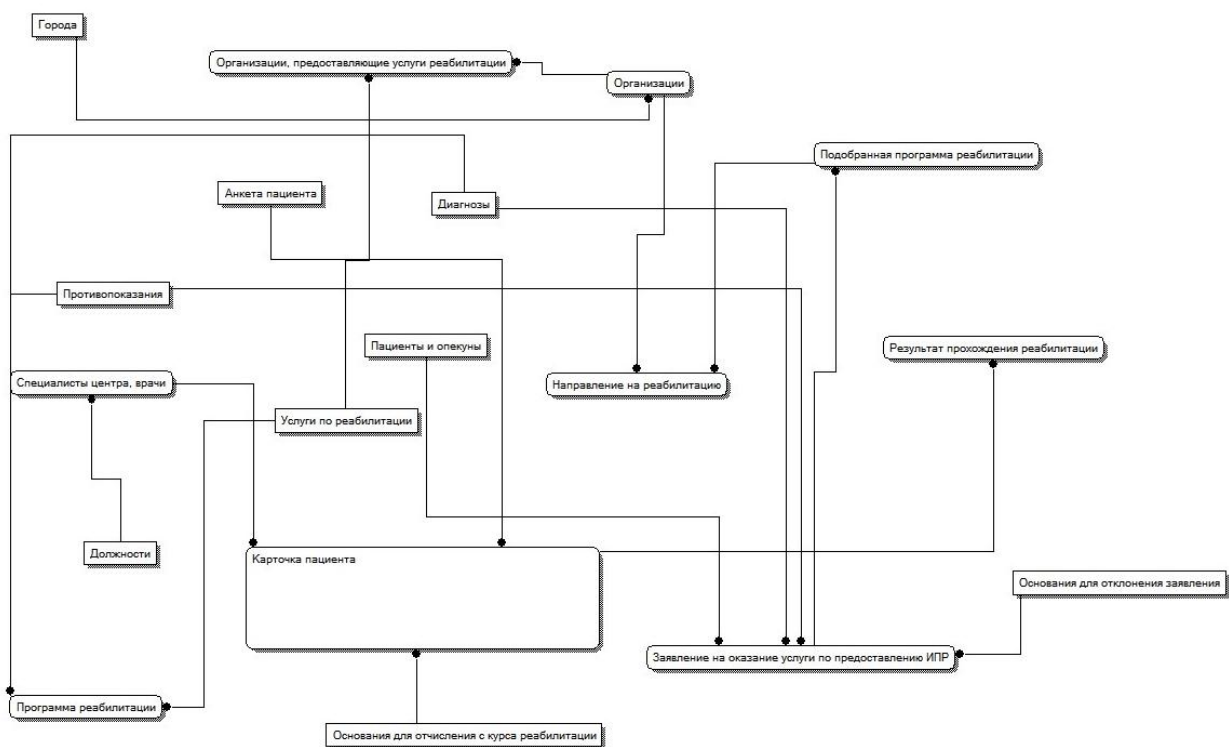 Города
Организации, предоставляющие услуги реабилитации
Организации
Подобранная программа реабилитации
Анкета пациента
Диагнозы
Противопоказания
Пациенты и опекуны
Результат прохождения реабилитации
Специалисты центра, врачи
Направление на реабилитацию
Услуги по реабилитации
Должности
Карточка пациента
Основания для отклонения заявления
Заявление на оказание услуги по предоставлению ИПР
Программа реабилитации
Основания для отчисления с курса реабилитации